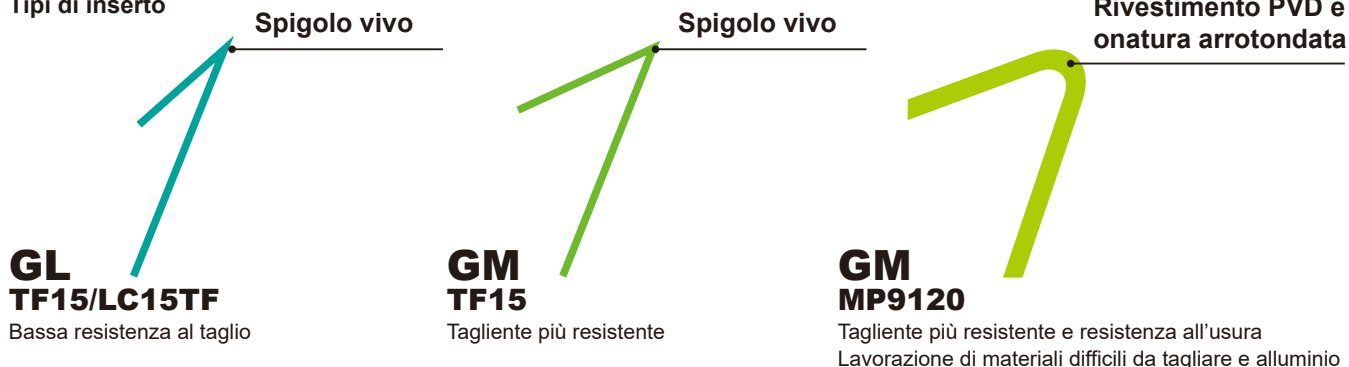 Tipi di inserto
Spigolo vivo
GL
TF15/LC15TF
Bassa resistenza al taglio
Spigolo vivo
GM
TF15
Tagliente più resistente
Rivestimento PVD e
onatura arrotondata
GM
MP9120
Tagliente più resistente e resistenza all'usura
Lavorazione di materiali difficili da tagliare e alluminio